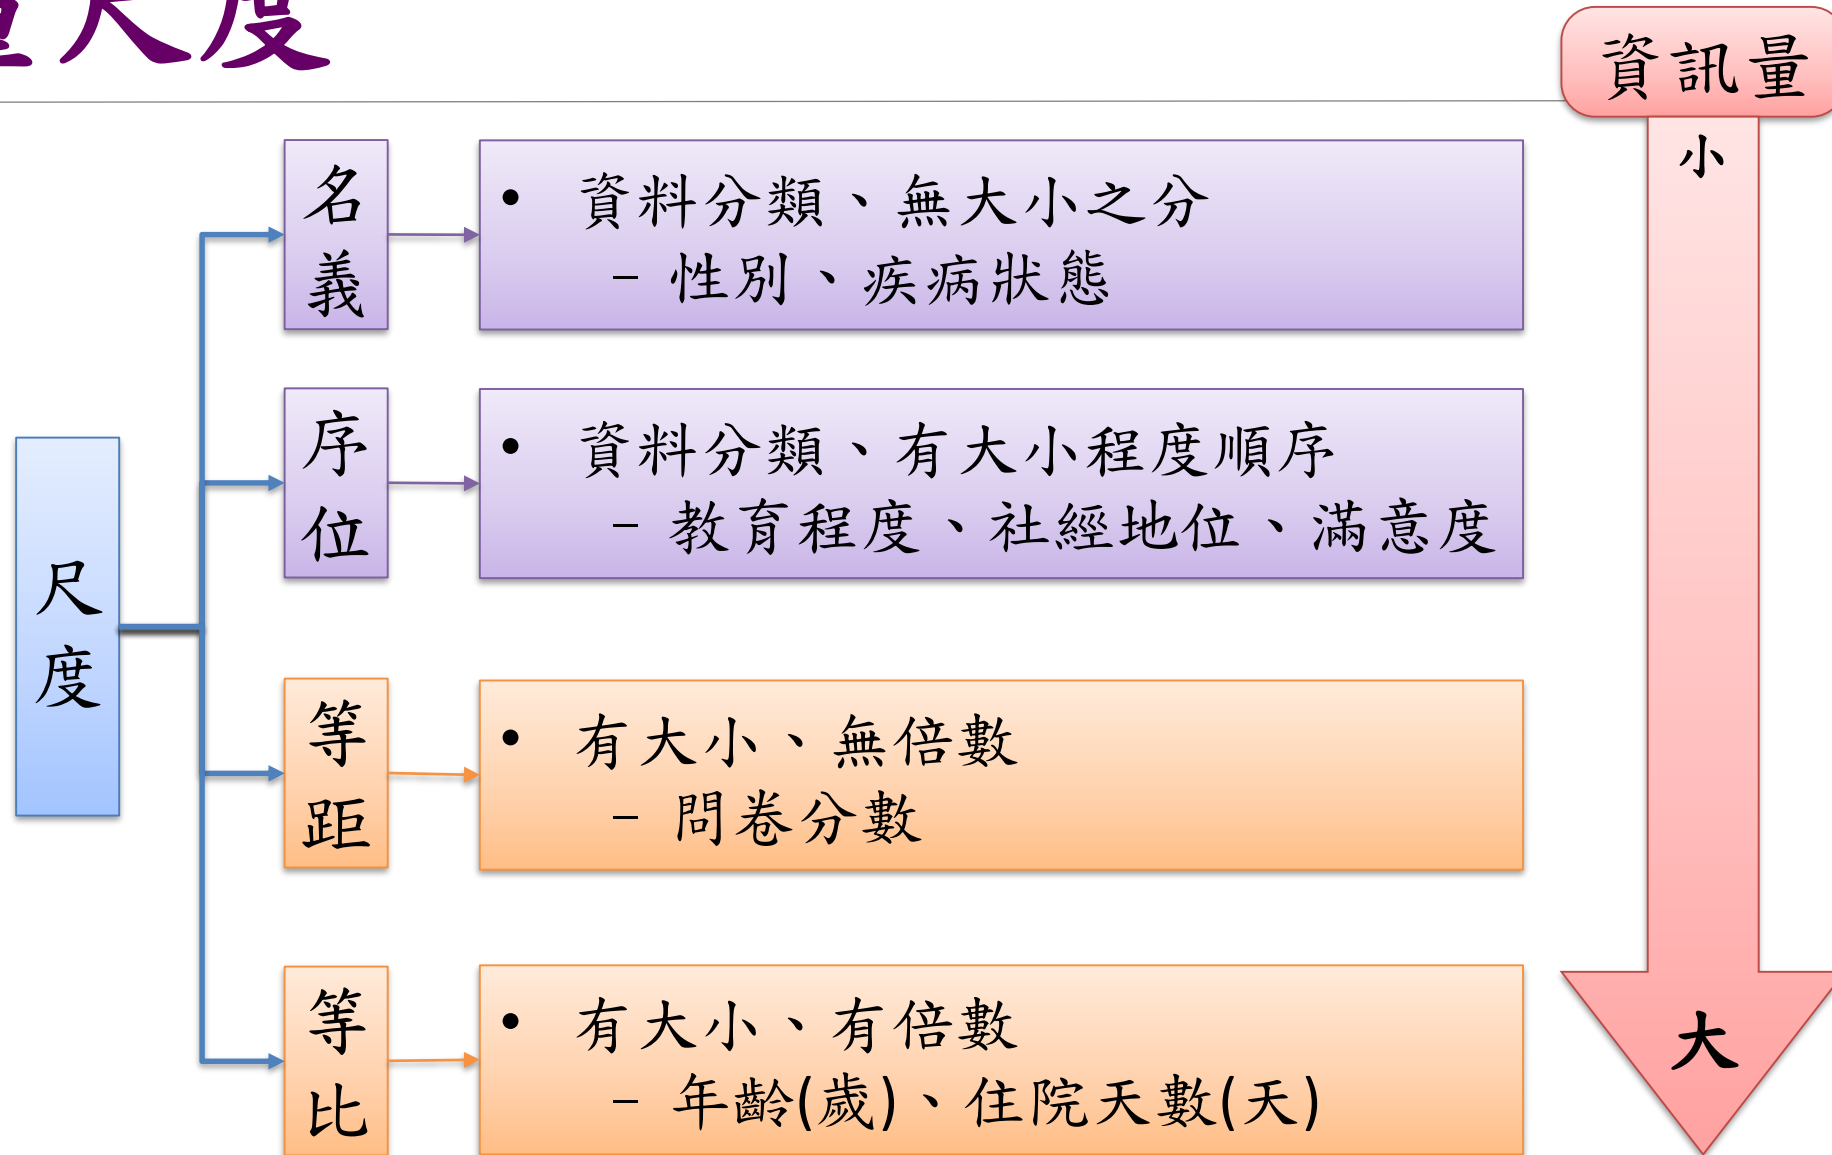 量尺度
資訊量
小
名義
• 資料分類、無大小之分
– 性別、疾病狀態
序位
• 資料分類、有大小程度順序
– 教育程度、社經地位、滿意度
尺度
等距
• 有大小、無倍數
– 問卷分數
等比
• 有大小、有倍數
– 年齡(歲)、住院天數(天)
大